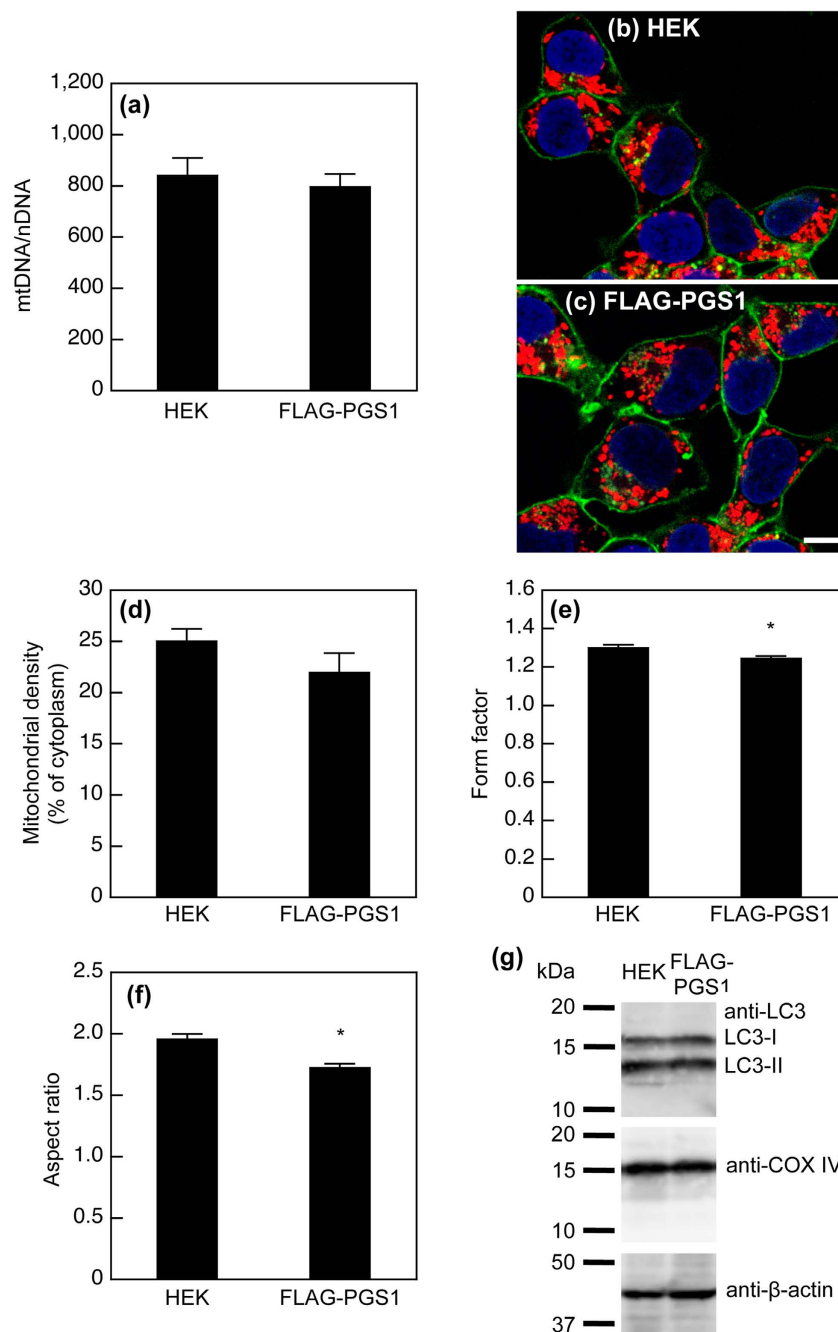 (a)
mtDNA/nDNA
1,200
1,000
800
600
400
200
0
HEK FLAG-PGS1
(b) HEK
(c) FLAG-PGS1
(d)
Mitochondrial density
(% of cytoplasm)
30
25
20
15
10
5
0
HEK FLAG-PGS1
(e)
*
Form factor
1.6
1.4
1.2
1.0
0.8
0.6
0.4
0.2
0
HEK FLAG-PGS1
(f)
*
Aspect ratio
2.5
2.0
1.5
1.0
0.5
0
HEK FLAG-PGS1
(g)
kDa HEK FLAG-
PGS1
20 anti-LC3
LC3-I
15
LC3-II
10
20
15 anti-COX IV
10
50
anti-β-actin
37